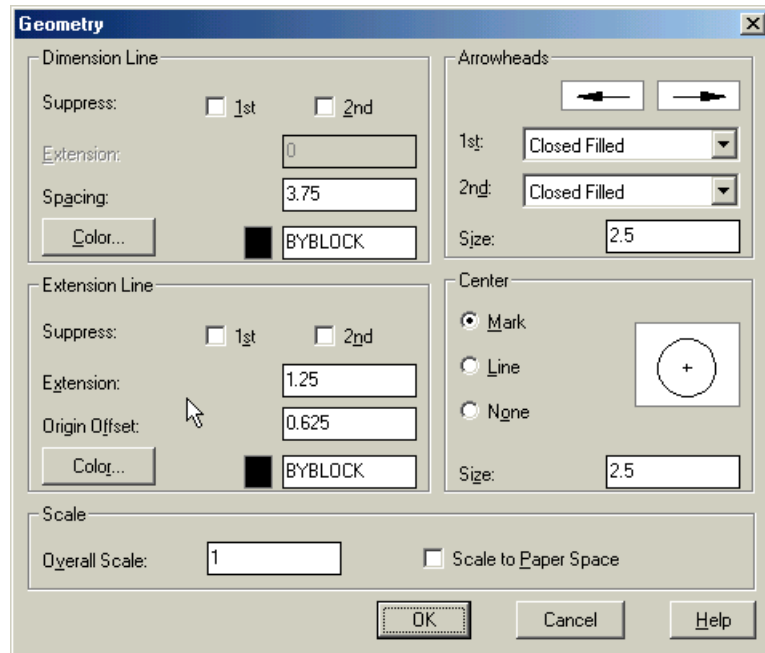 Geometry
Dimension Line
Suppress: 1st 2nd
Extension: 0
Spacing: 3.75
Color... BYBLOCK
Arrowheads
1st: Closed Filled
2nd: Closed Filled
Size: 2.5
Extension Line
Suppress: 1st 2nd
Extension: 1.25
Origin Offset: 0.625
Color... BYBLOCK
Center
Mark
Line
None
Size: 2.5
Scale
Overall Scale: 1 Scale to Paper Space
OK Cancel Help